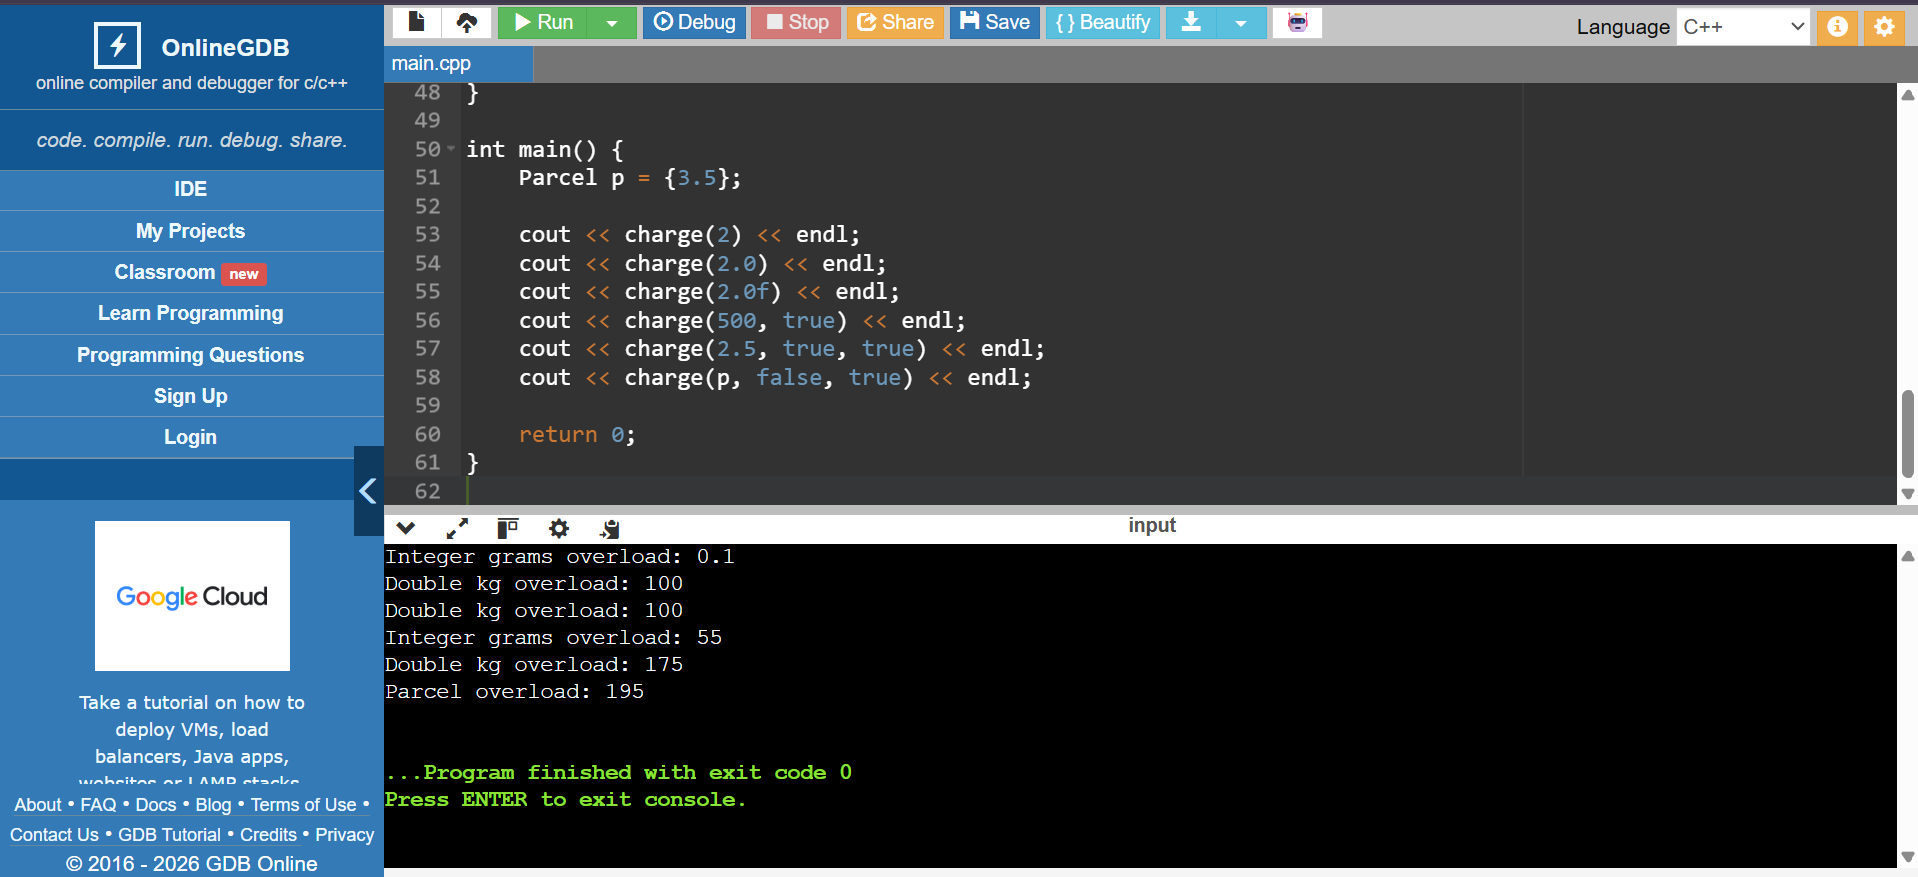 OnlineGDB
online compiler and debugger for c/c++
code. compile. run. debug. share.
IDE
My Projects
Classroom new
Learn Programming
Programming Questions
Sign Up
Login
Google Cloud
Take a tutorial on how to
deploy VMs, load
balancers, Java apps,
websites or LAMP stacks
About • FAQ • Docs • Blog • Terms of Use •
Contact Us • GDB Tutorial • Credits • Privacy
© 2016 - 2026 GDB Online
Run Debug Stop Share Save { } Beautify Language C++
main.cpp
48 }
49
50 int main() {
51     Parcel p = {3.5};
52
53     cout << charge(2) << endl;
54     cout << charge(2.0) << endl;
55     cout << charge(2.0f) << endl;
56     cout << charge(500, true) << endl;
57     cout << charge(2.5, true, true) << endl;
58     cout << charge(p, false, true) << endl;
59
60     return 0;
61 }
62
input
Integer grams overload: 0.1
Double kg overload: 100
Double kg overload: 100
Integer grams overload: 55
Double kg overload: 175
Parcel overload: 195
...Program finished with exit code 0
Press ENTER to exit console.